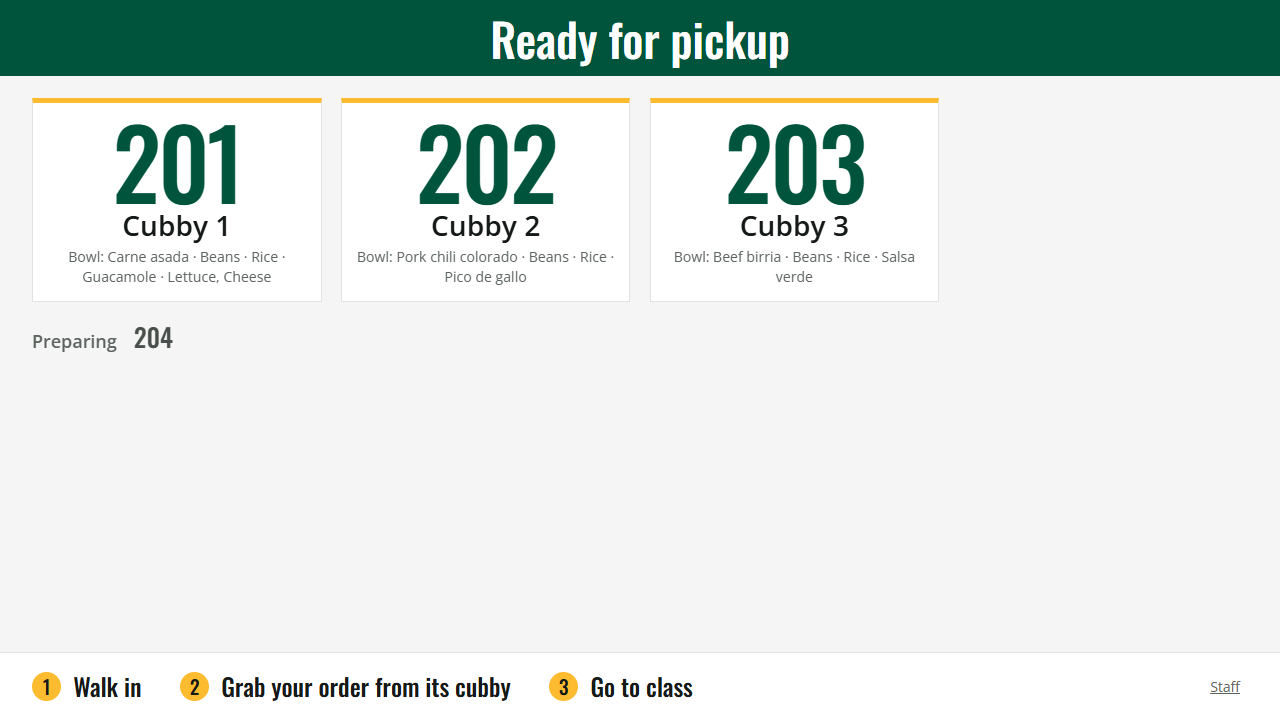 Ready for pickup
201
Cubby 1
Bowl: Carne asada · Beans · Rice ·
Guacamole · Lettuce, Cheese
202
Cubby 2
Bowl: Pork chili colorado · Beans · Rice ·
Pico de gallo
203
Cubby 3
Bowl: Beef birria · Beans · Rice · Salsa
verde
Preparing 204
1 Walk in 2 Grab your order from its cubby 3 Go to class Staff